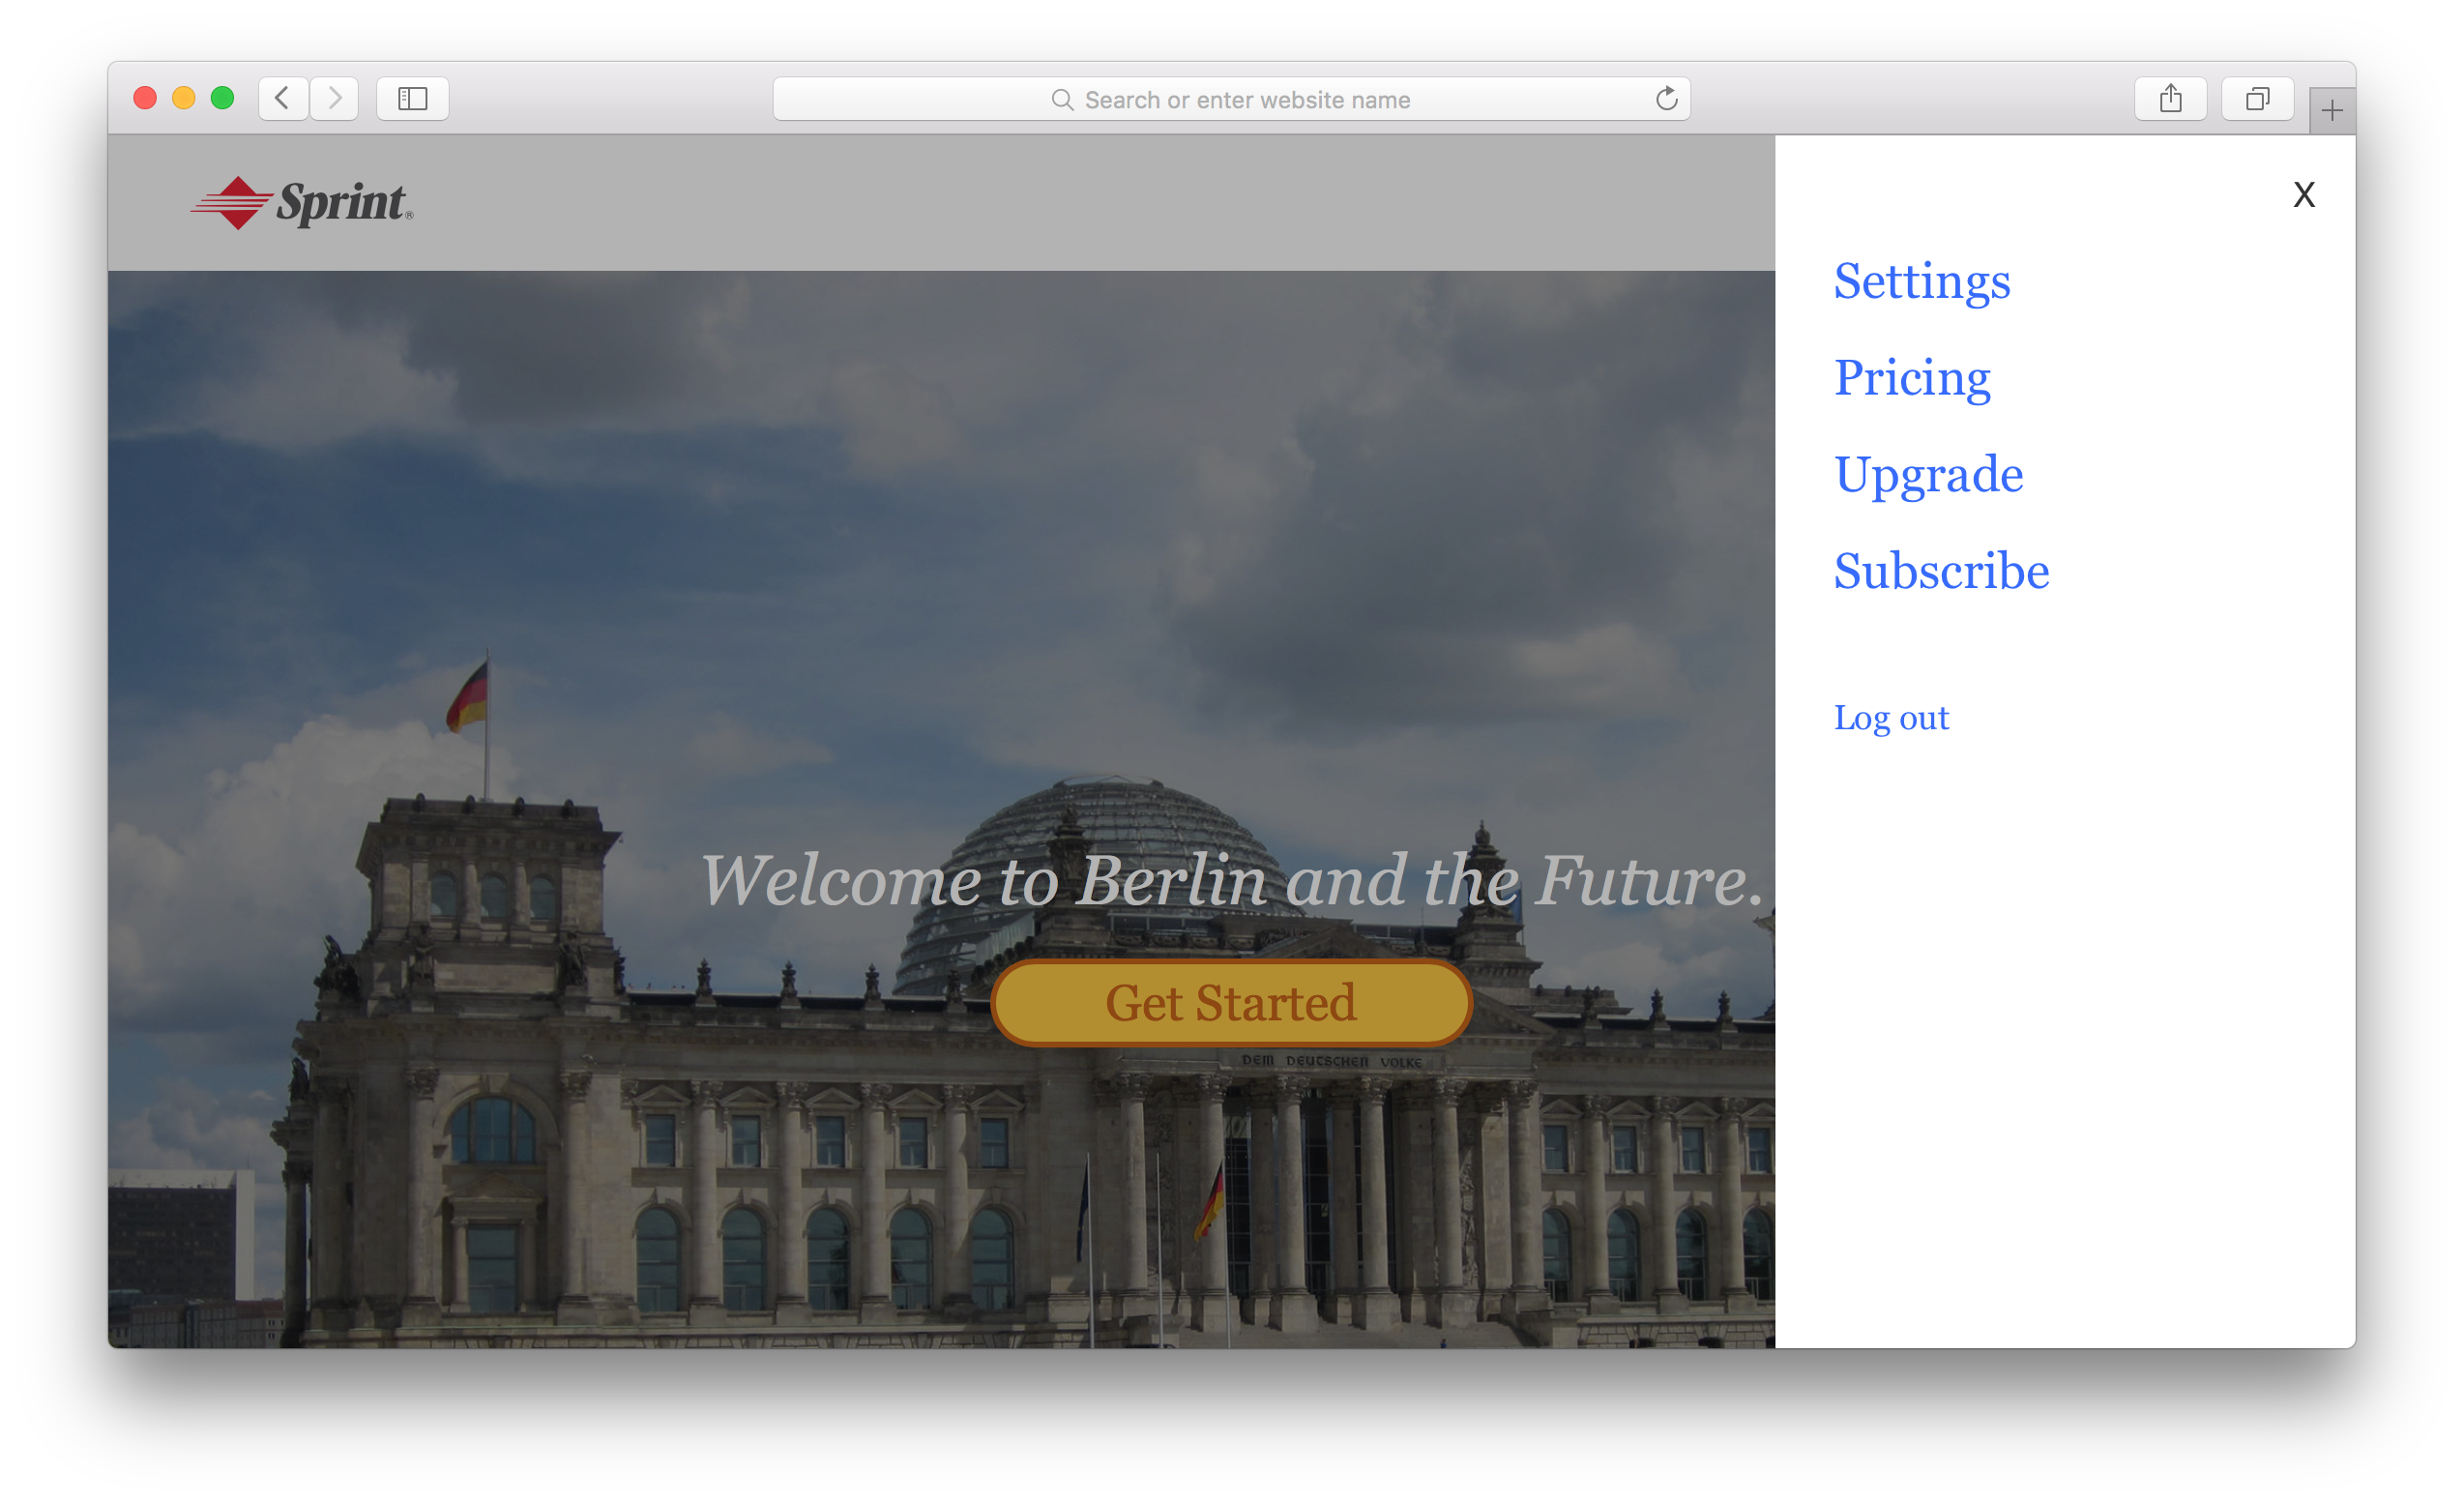 Search or enter website name
Sprint®
X
Settings
Pricing
Upgrade
Subscribe
Log out
Welcome to Berlin and the Future.
Get Started
DEM DEUTSCHEN VOLKE